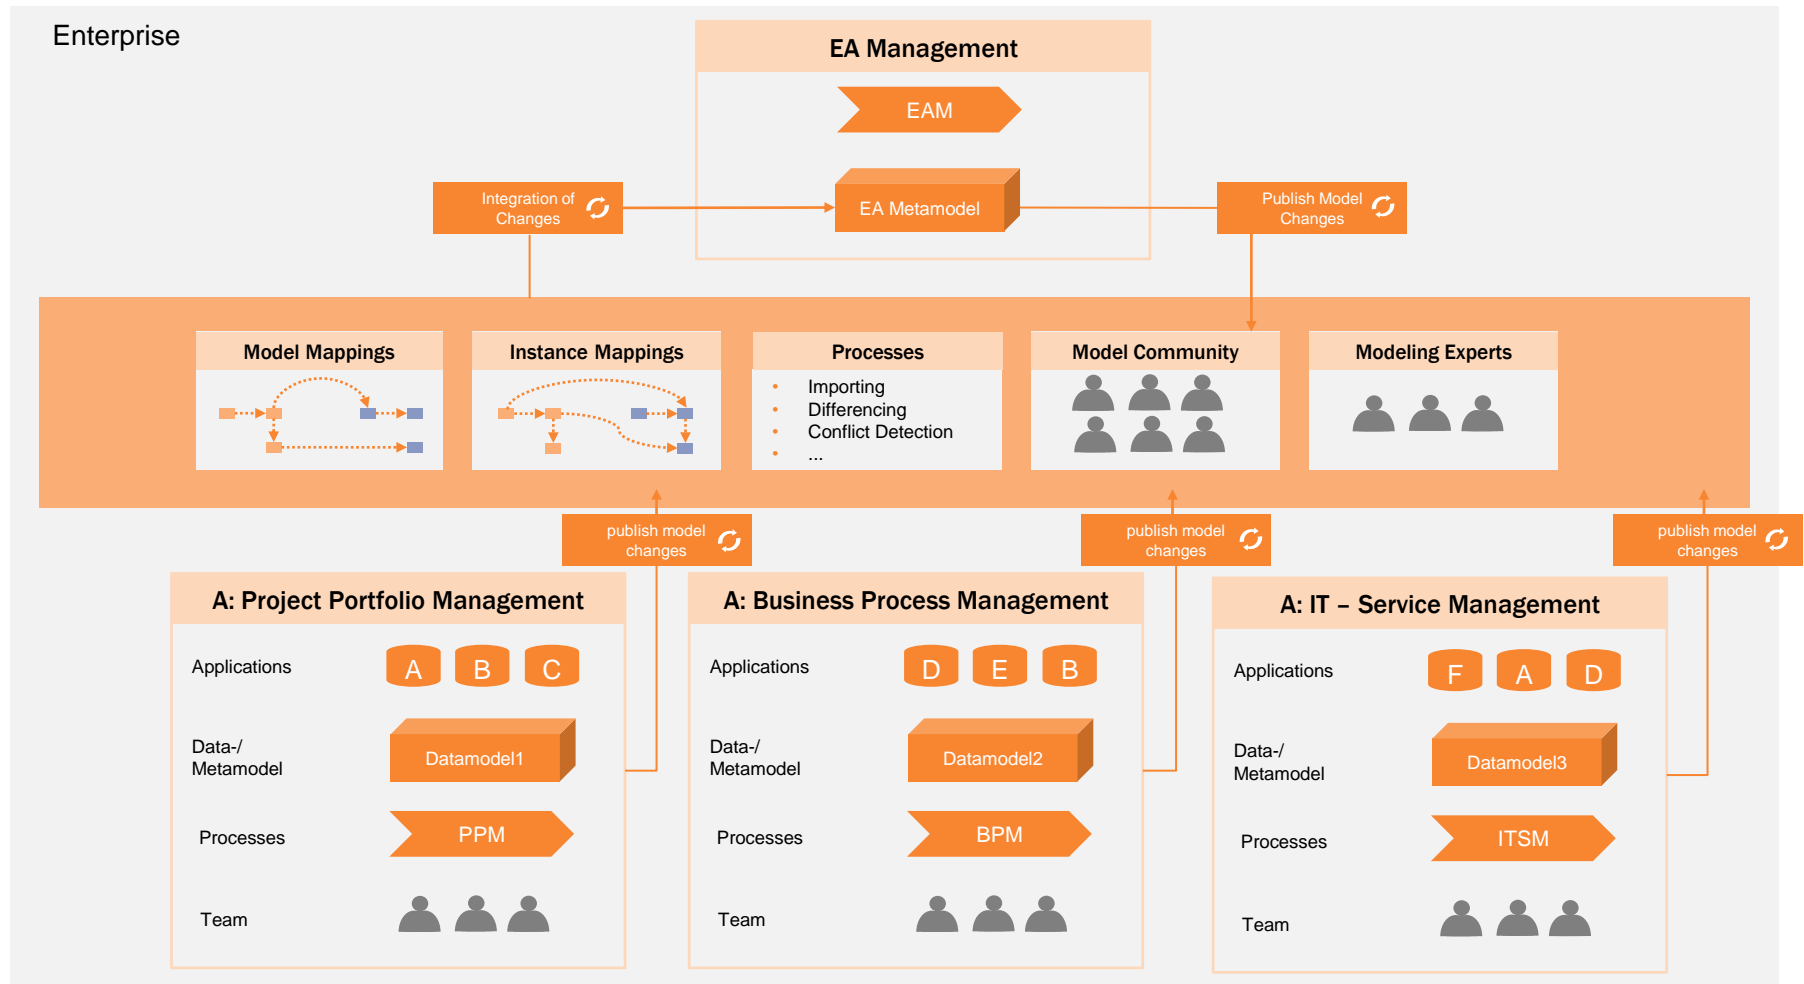 Enterprise
EA Management
EAM
EA Metamodel
Integration of
Changes
Publish Model
Changes
Model Mappings
Instance Mappings
Processes
• Importing
• Differencing
• Conflict Detection
• ...
Model Community
Modeling Experts
publish model
changes
publish model
changes
publish model
changes
A: Project Portfolio Management
Applications
A B C
Data-/
Metamodel
Datamodel1
Processes
PPM
Team
A: Business Process Management
Applications
D E B
Data-/
Metamodel
Datamodel2
Processes
BPM
Team
A: IT – Service Management
Applications
F A D
Data-/
Metamodel
Datamodel3
Processes
ITSM
Team